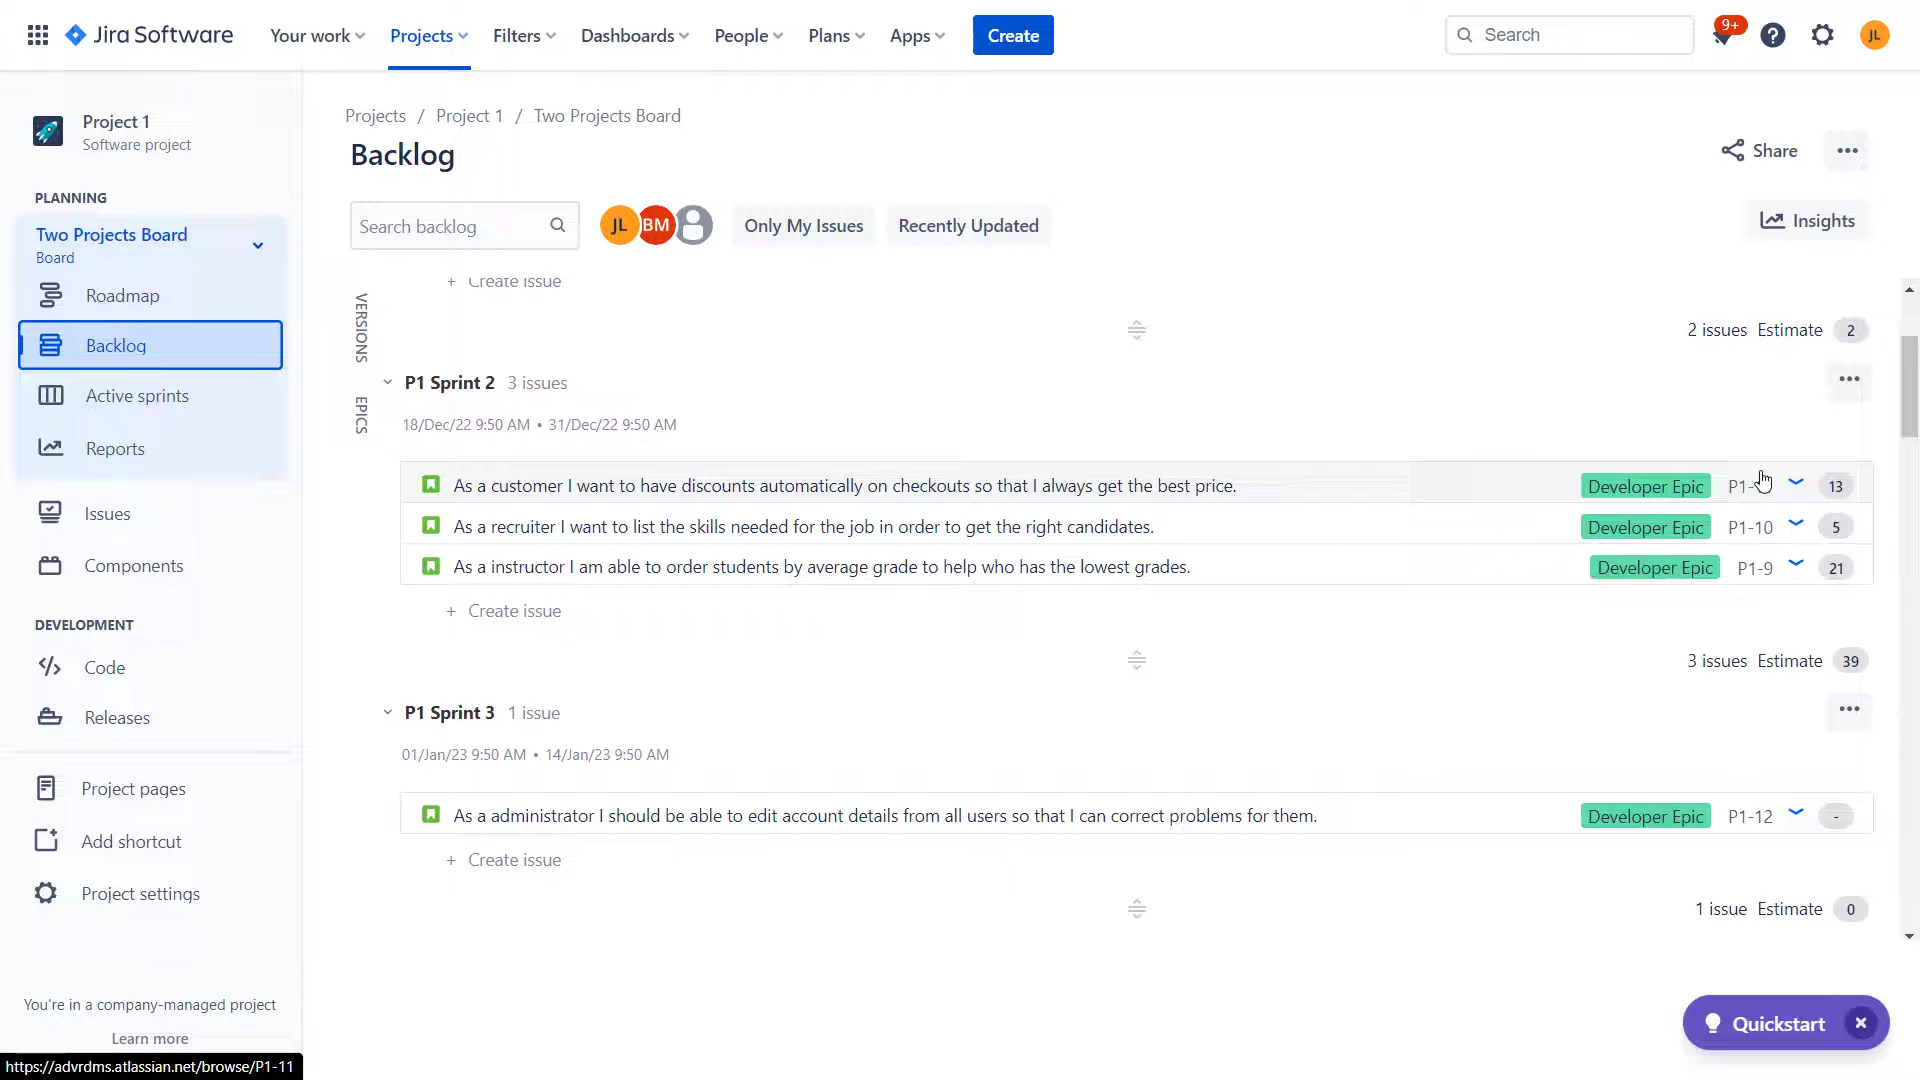 Jira Software
Your work
Projects
Filters
Dashboards
People
Plans
Apps
Create
Search
9+
JL
Project 1
Software project
PLANNING
Two Projects Board
Board
Roadmap
Backlog
Active sprints
Reports
Issues
Components
DEVELOPMENT
Code
Releases
Project pages
Add shortcut
Project settings
You're in a company-managed project
Learn more
https://advrdms.atlassian.net/browse/P1-11
Projects / Project 1 / Two Projects Board
Backlog
Share
Search backlog
JL
BM
Only My Issues
Recently Updated
Insights
VERSIONS
EPICS
+ Create issue
2 issues Estimate 2
P1 Sprint 2 3 issues
18/Dec/22 9:50 AM • 31/Dec/22 9:50 AM
As a customer I want to have discounts automatically on checkouts so that I always get the best price. Developer Epic P1- 13
As a recruiter I want to list the skills needed for the job in order to get the right candidates. Developer Epic P1-10 5
As a instructor I am able to order students by average grade to help who has the lowest grades. Developer Epic P1-9 21
+ Create issue
3 issues Estimate 39
P1 Sprint 3 1 issue
01/Jan/23 9:50 AM • 14/Jan/23 9:50 AM
As a administrator I should be able to edit account details from all users so that I can correct problems for them. Developer Epic P1-12 -
+ Create issue
1 issue Estimate 0
Quickstart